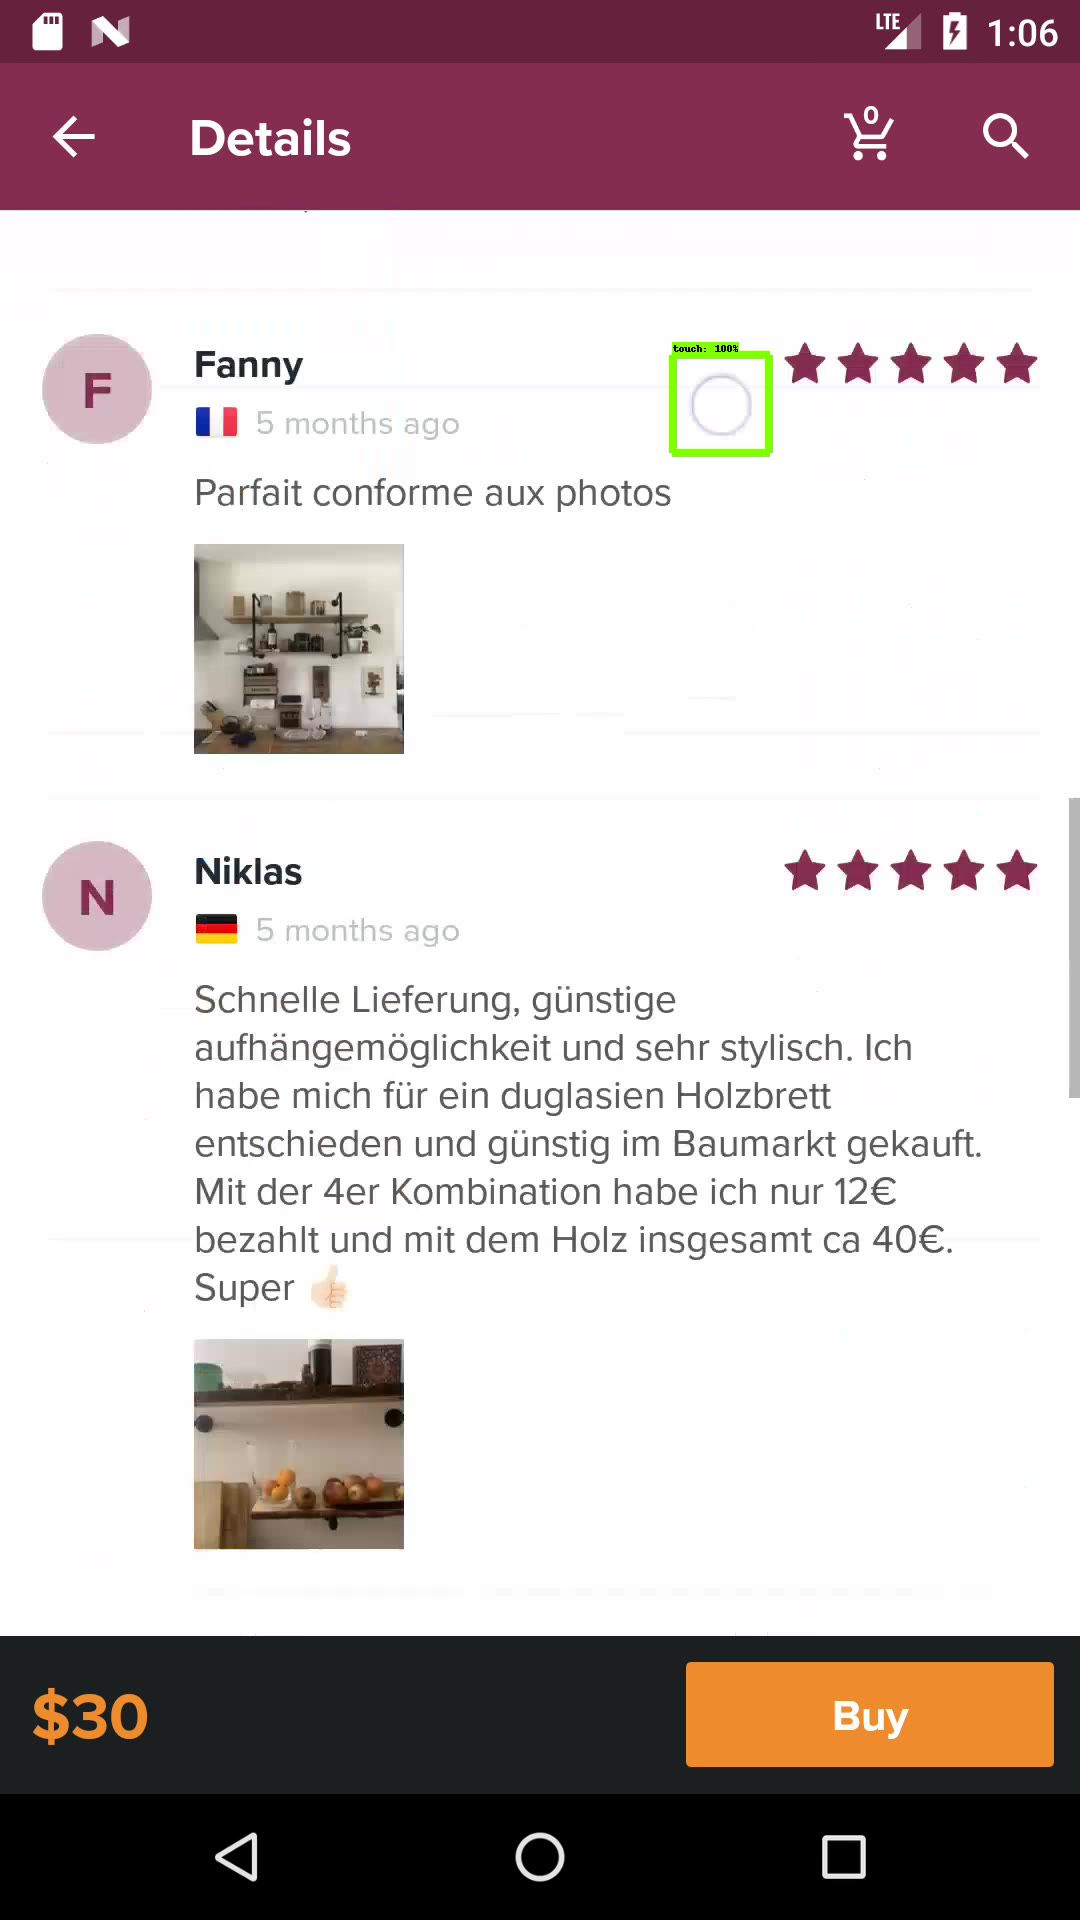 LTE 1:06
Details 0
touch: 100%
F Fanny
5 months ago
Parfait conforme aux photos
N Niklas
5 months ago
Schnelle Lieferung, günstige
aufhängemöglichkeit und sehr stylisch. Ich
habe mich für ein duglasien Holzbrett
entschieden und günstig im Baumarkt gekauft.
Mit der 4er Kombination habe ich nur 12€
bezahlt und mit dem Holz insgesamt ca 40€.
Super 👍🏻
$30 Buy